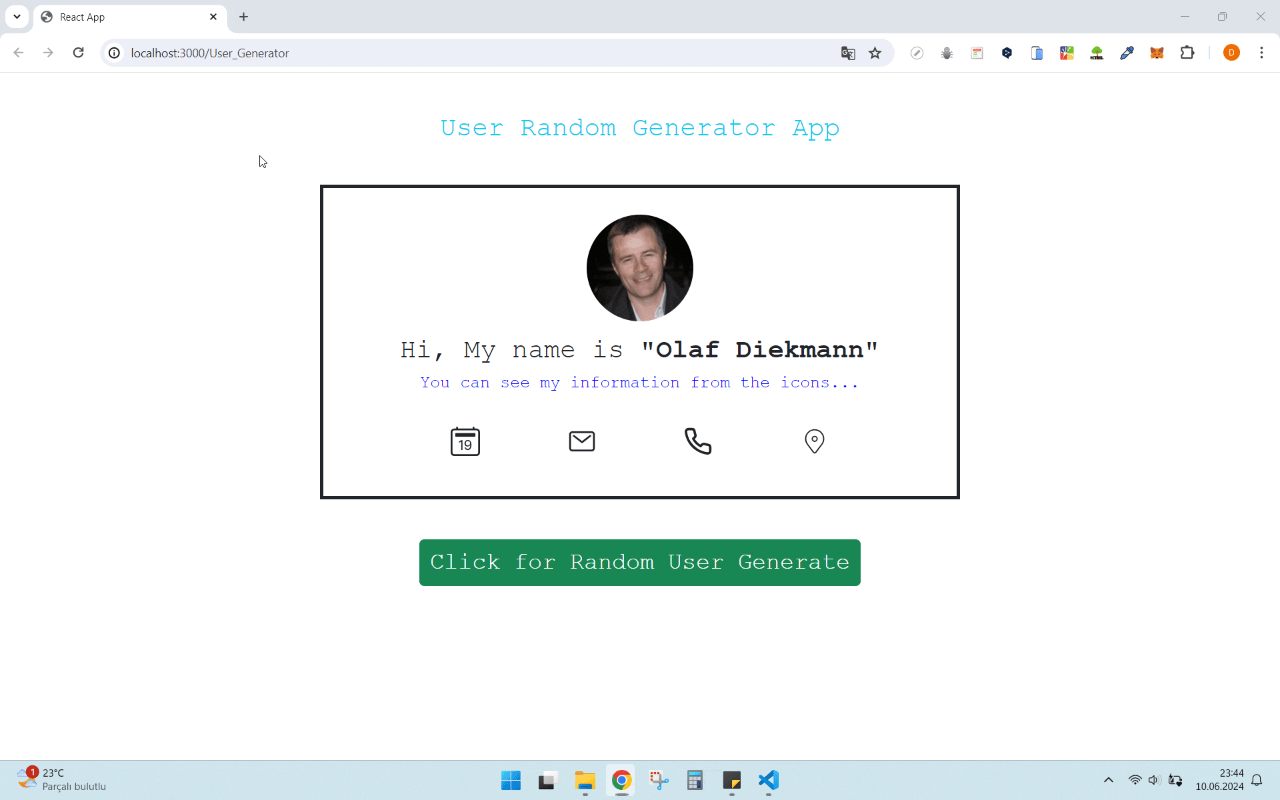 React App
localhost:3000/User_Generator
D
User Random Generator App
Hi, My name is "Olaf Diekmann"
You can see my information from the icons...
19
Click for Random User Generate
1
23°C
Parçalı bulutlu
23:44
10.06.2024